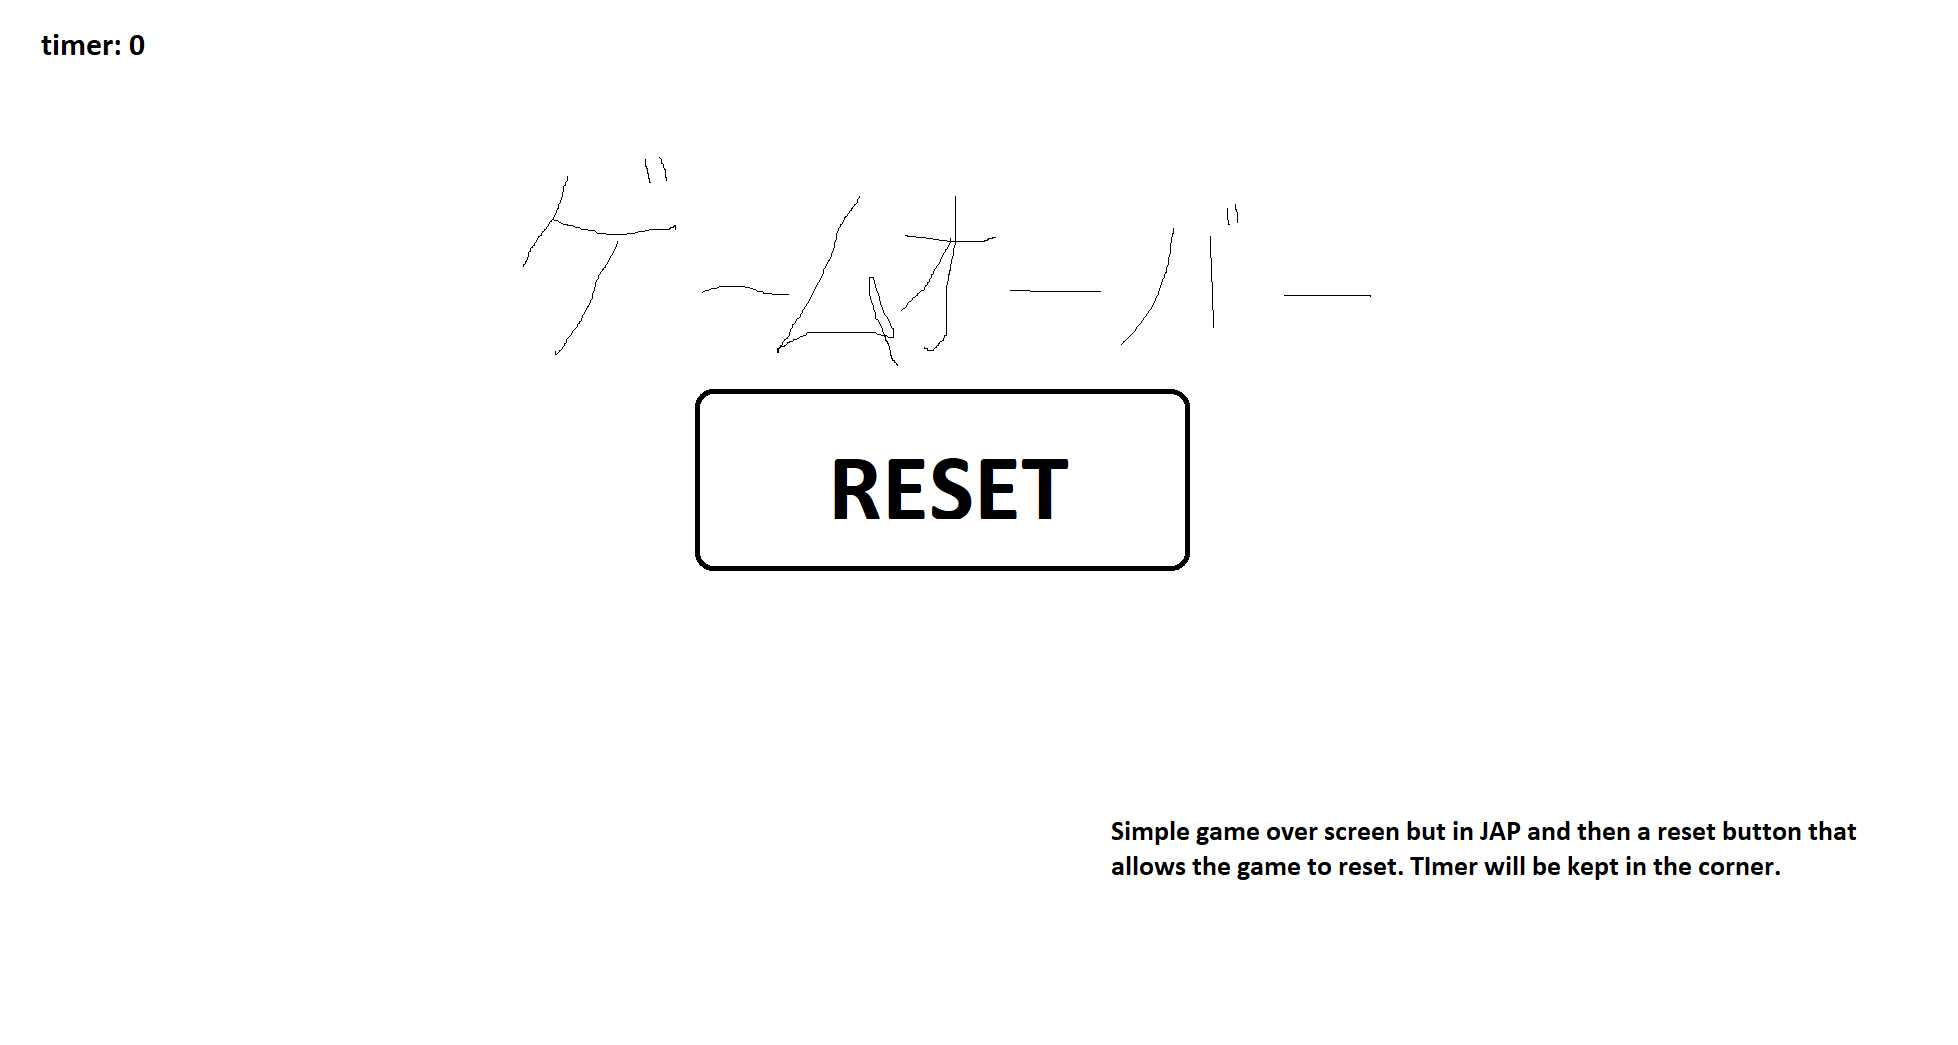 timer: 0
ゲームオーバー
RESET
Simple game over screen but in JAP and then a reset button that
allows the game to reset. TImer will be kept in the corner.